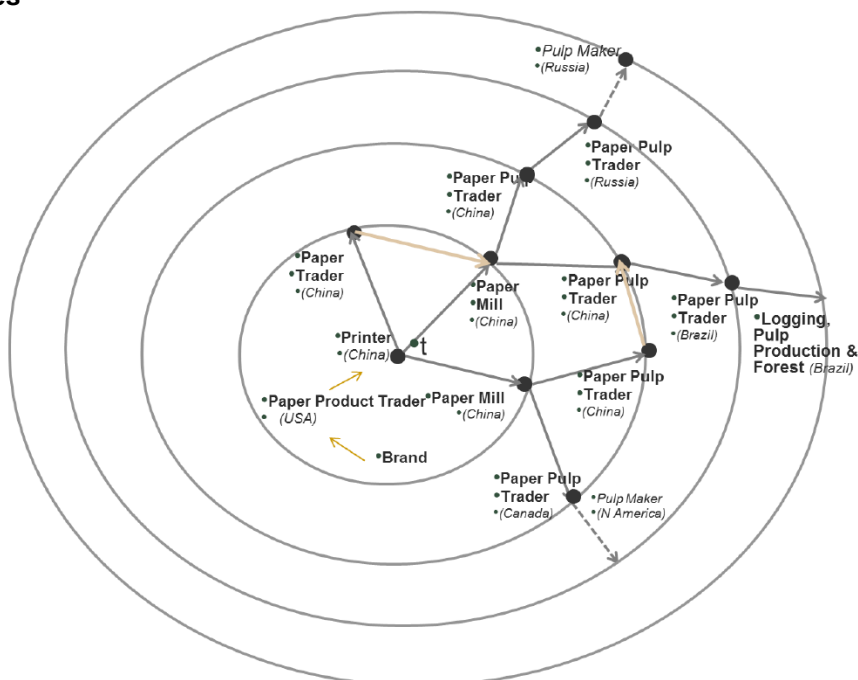 es
•Pulp Maker
•(Russia)
•Paper Pulp
•Trader
•(Russia)
•Paper Pulp
•Trader
•(China)
•Paper
•Trader
•(China)
•Paper
•Mill
•(China)
•Paper Pulp
•Trader
•(China)
•Paper Pulp
•Trader
•(Brazil)
•Logging,
Pulp
Production &
Forest (Brazil)
•Printer
•(China)
•t
•Paper Product Trader
• (USA)
•Paper Mill
•(China)
•Paper Pulp
•Trader
•(China)
•Brand
•Paper Pulp
•Trader
•(Canada)
•Pulp Maker
•(N America)